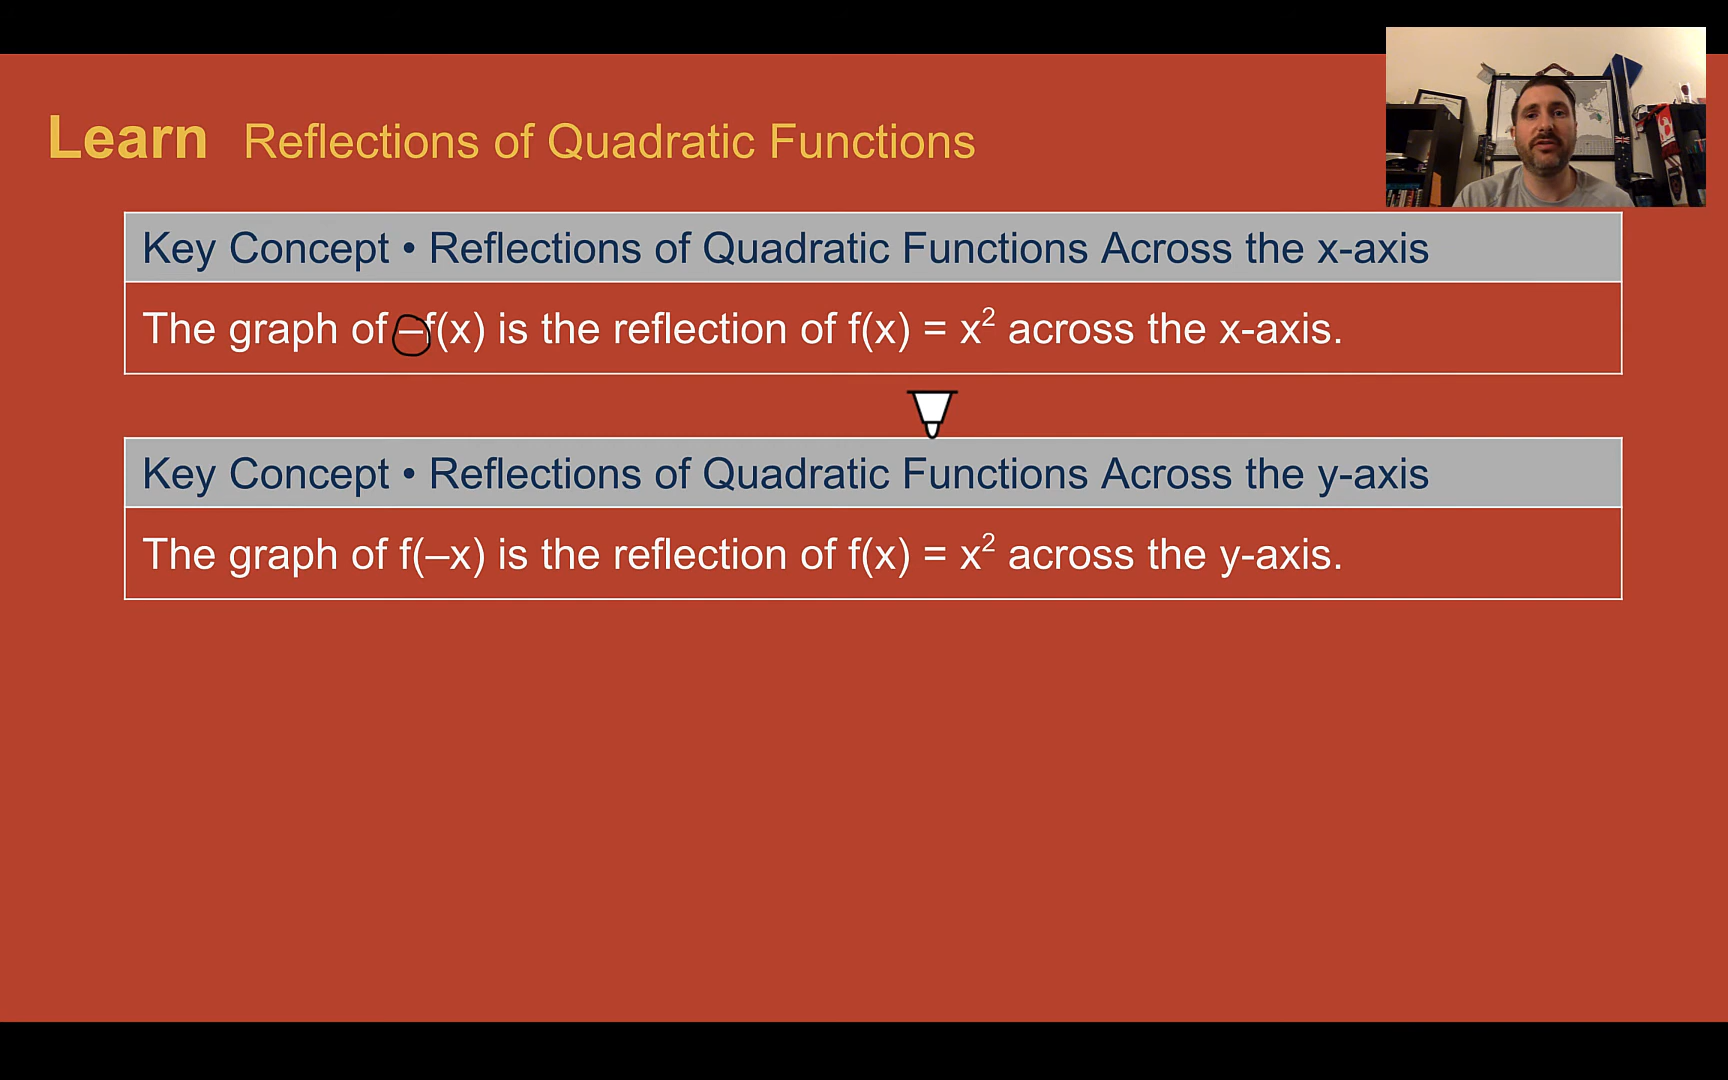 Learn Reflections of Quadratic Functions
Key Concept • Reflections of Quadratic Functions Across the x-axis
The graph of –f(x) is the reflection of f(x) = x² across the x-axis.
Key Concept • Reflections of Quadratic Functions Across the y-axis
The graph of f(–x) is the reflection of f(x) = x² across the y-axis.